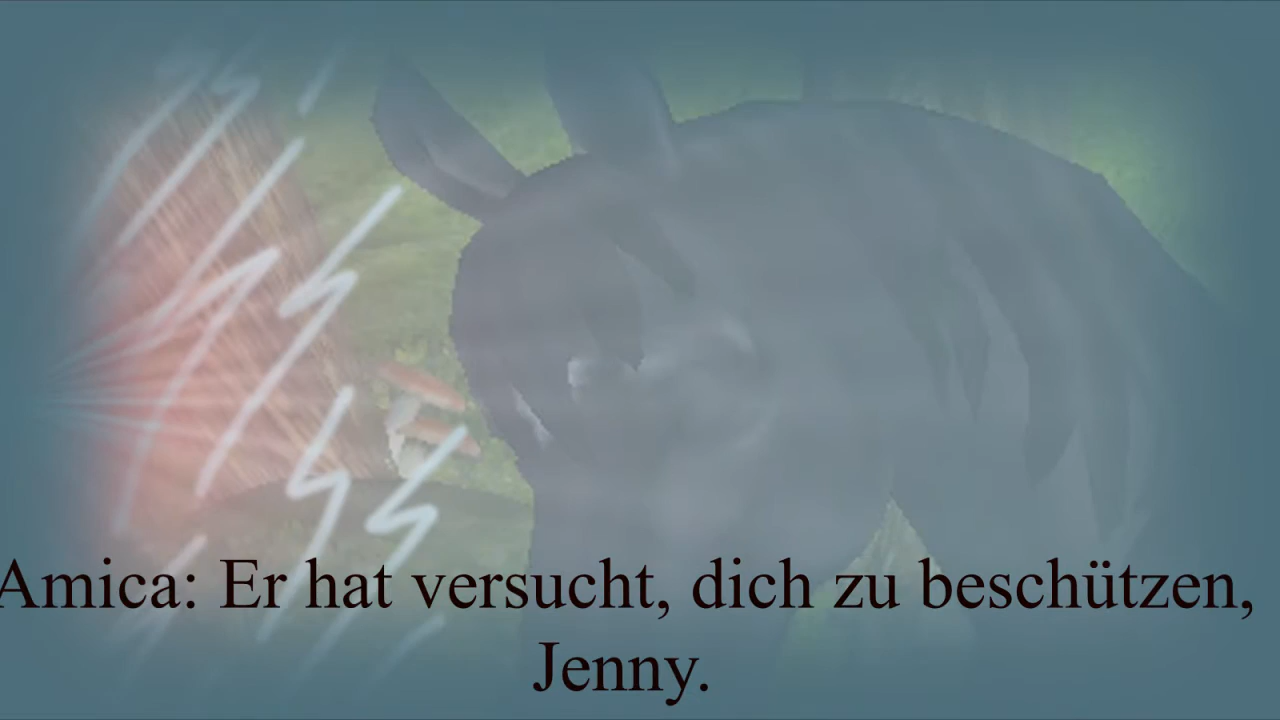 Amica: Er hat versucht, dich zu beschützen,
Jenny.